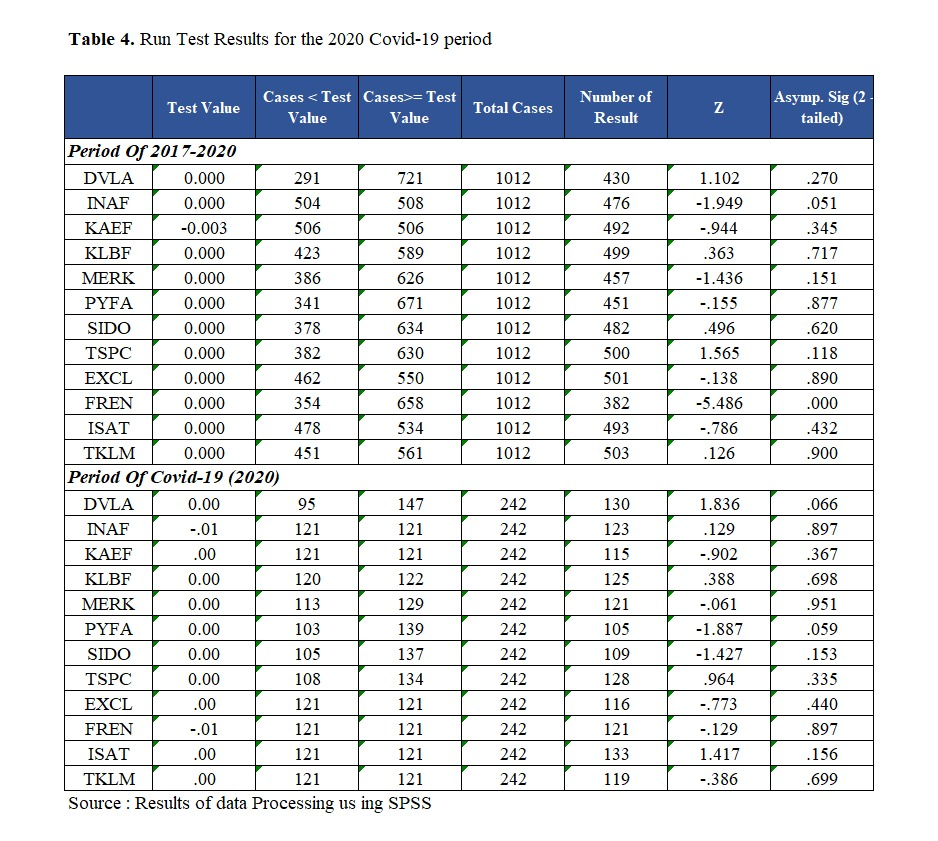 Table 4. Run Test Results for the 2020 Covid-19 period
Test Value Cases < Test Value Cases>= Test Value Total Cases Number of Result Z Asymp. Sig (2 - tailed)
Period Of 2017-2020
DVLA 0.000 291 721 1012 430 1.102 .270
INAF 0.000 504 508 1012 476 -1.949 .051
KAEF -0.003 506 506 1012 492 -.944 .345
KLBF 0.000 423 589 1012 499 .363 .717
MERK 0.000 386 626 1012 457 -1.436 .151
PYFA 0.000 341 671 1012 451 -.155 .877
SIDO 0.000 378 634 1012 482 .496 .620
TSPC 0.000 382 630 1012 500 1.565 .118
EXCL 0.000 462 550 1012 501 -.138 .890
FREN 0.000 354 658 1012 382 -5.486 .000
ISAT 0.000 478 534 1012 493 -.786 .432
TKLM 0.000 451 561 1012 503 .126 .900
Period Of Covid-19 (2020)
DVLA 0.00 95 147 242 130 1.836 .066
INAF -.01 121 121 242 123 .129 .897
KAEF .00 121 121 242 115 -.902 .367
KLBF 0.00 120 122 242 125 .388 .698
MERK 0.00 113 129 242 121 -.061 .951
PYFA 0.00 103 139 242 105 -1.887 .059
SIDO 0.00 105 137 242 109 -1.427 .153
TSPC 0.00 108 134 242 128 .964 .335
EXCL .00 121 121 242 116 -.773 .440
FREN -.01 121 121 242 121 -.129 .897
ISAT .00 121 121 242 133 1.417 .156
TKLM .00 121 121 242 119 -.386 .699
Source : Results of data Processing us ing SPSS